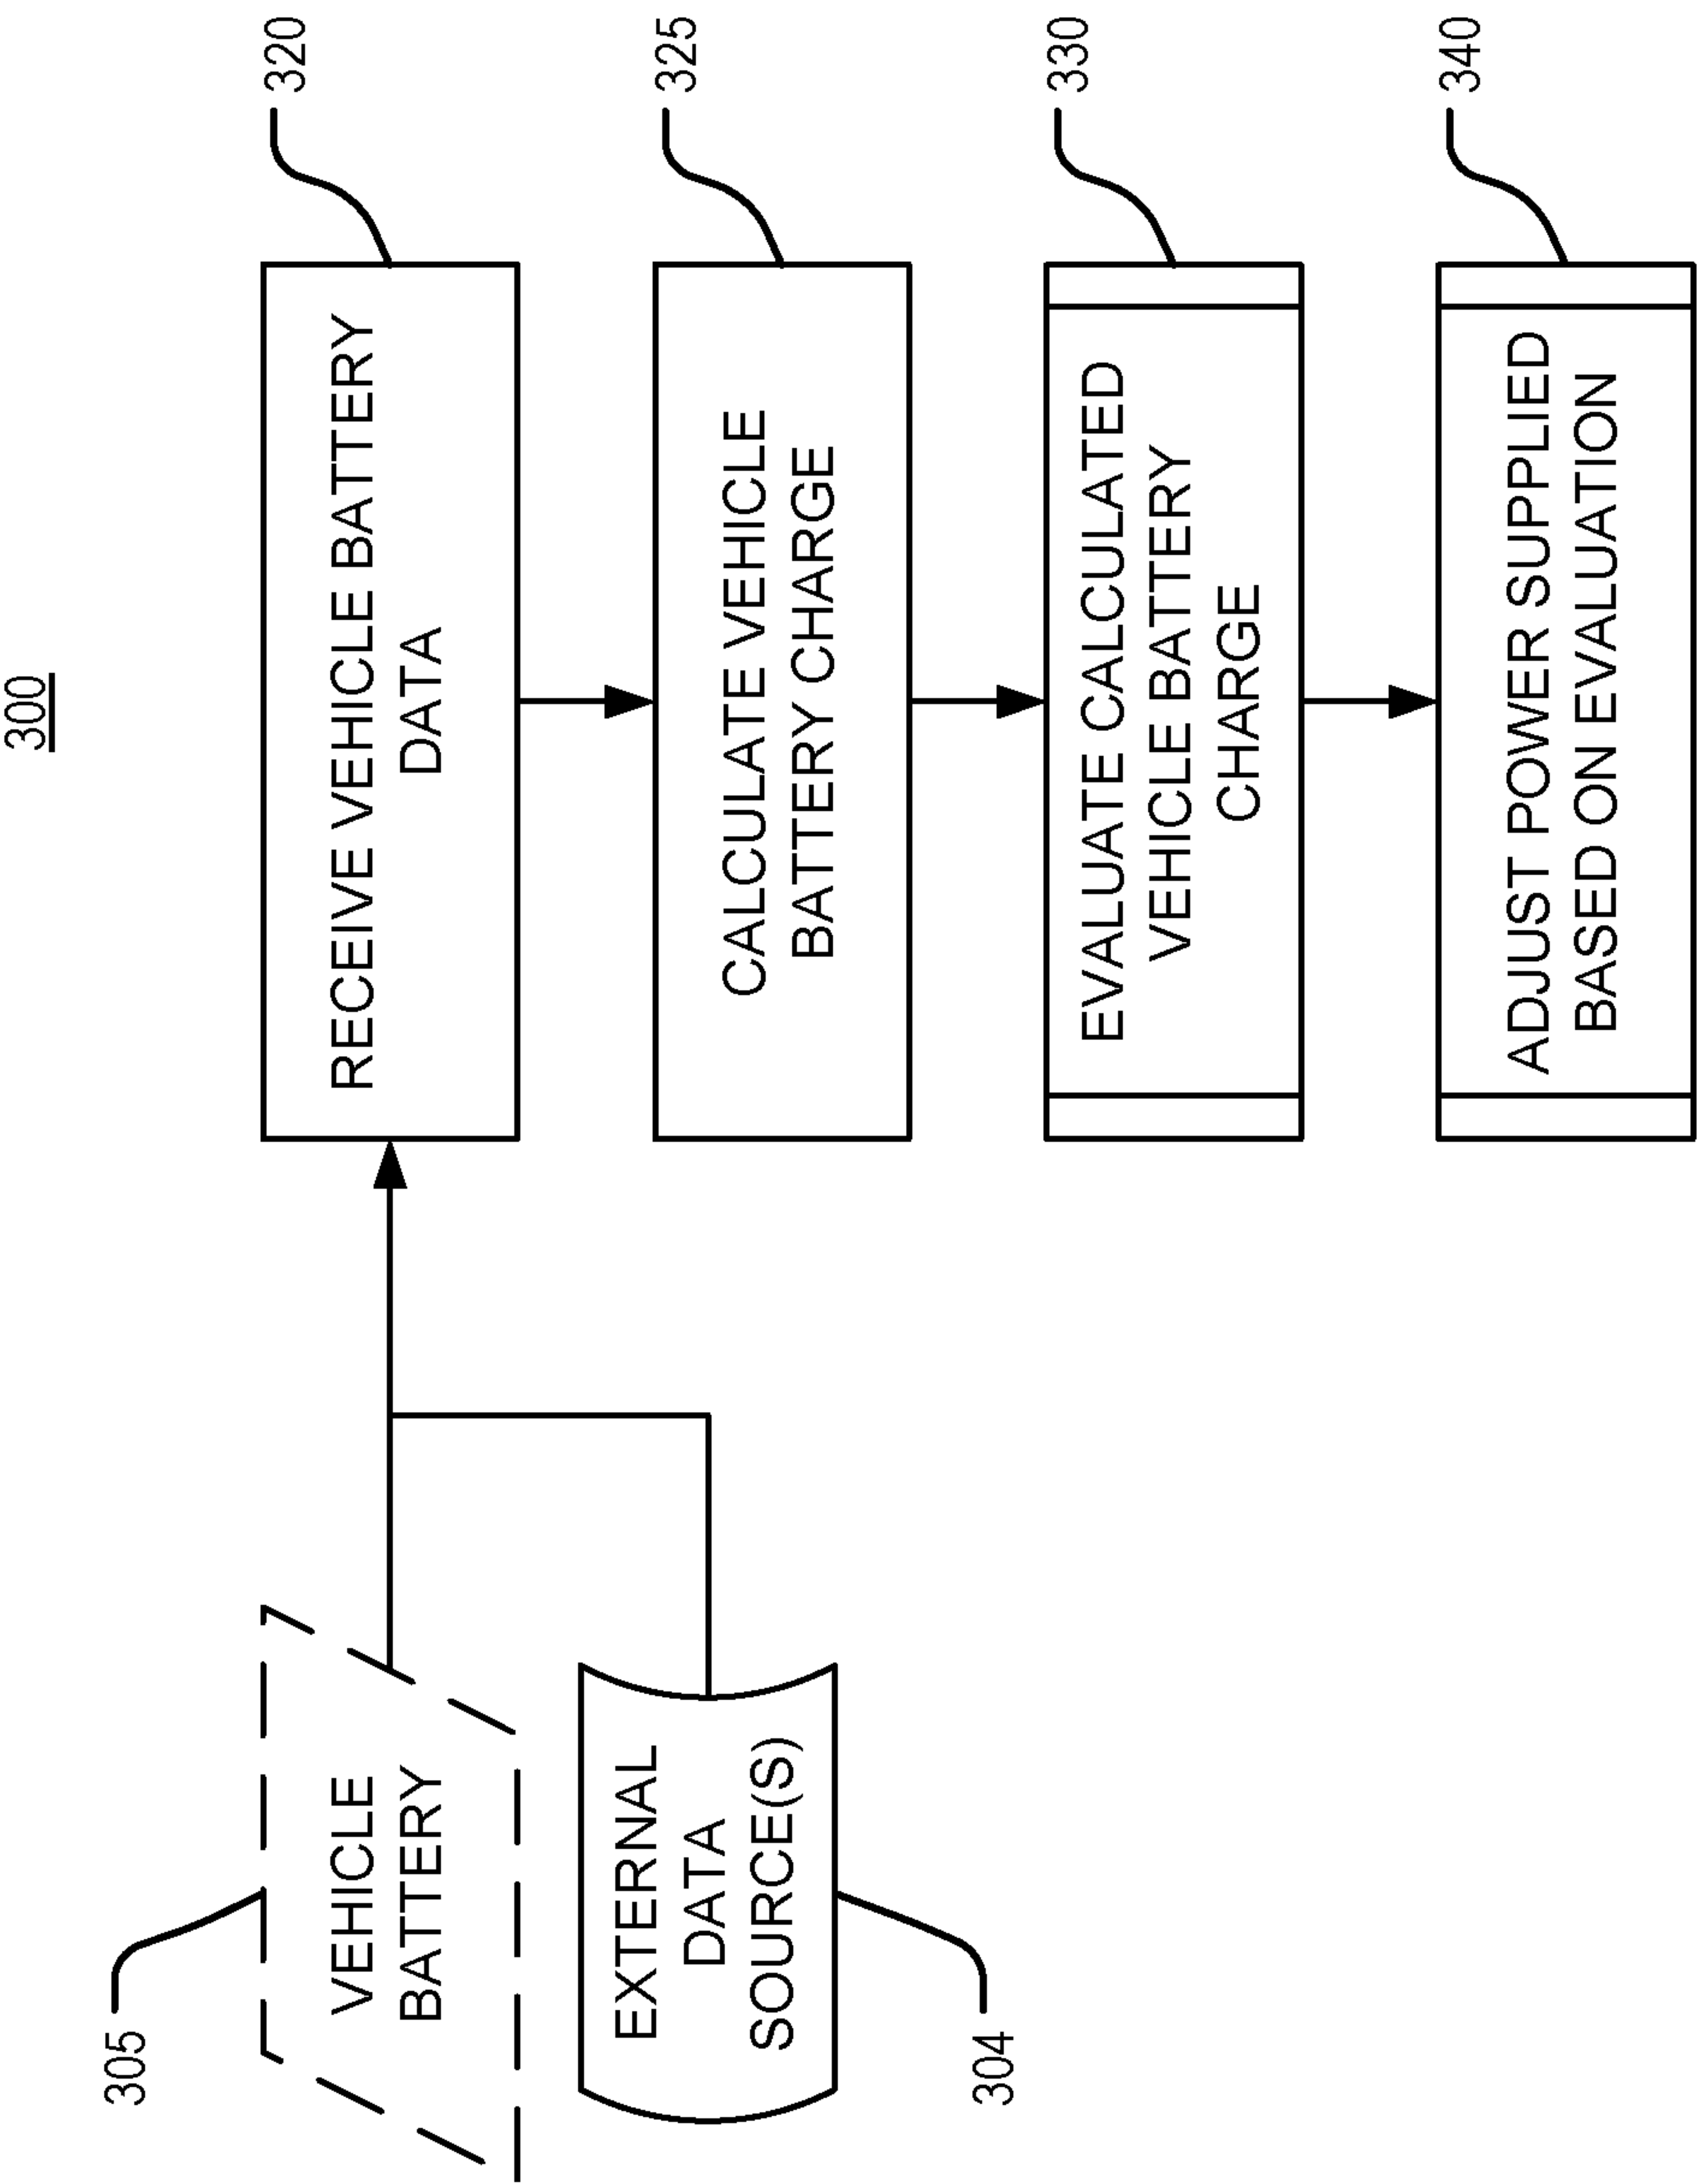 300
305
VEHICLE
BATTERY
EXTERNAL
DATA
SOURCE(S)
304
RECEIVE VEHICLE BATTERY
DATA
320
CALCULATE VEHICLE
BATTERY CHARGE
325
EVALUATE CALCULATED
VEHICLE BATTERY
CHARGE
330
ADJUST POWER SUPPLIED
BASED ON EVALUATION
340